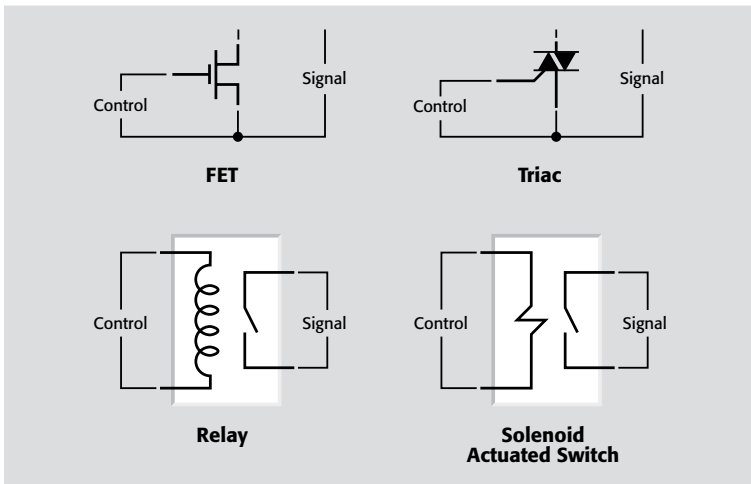 Control
Signal
FET
Control
Signal
Triac
Control
Signal
Relay
Control
Signal
Solenoid
Actuated Switch